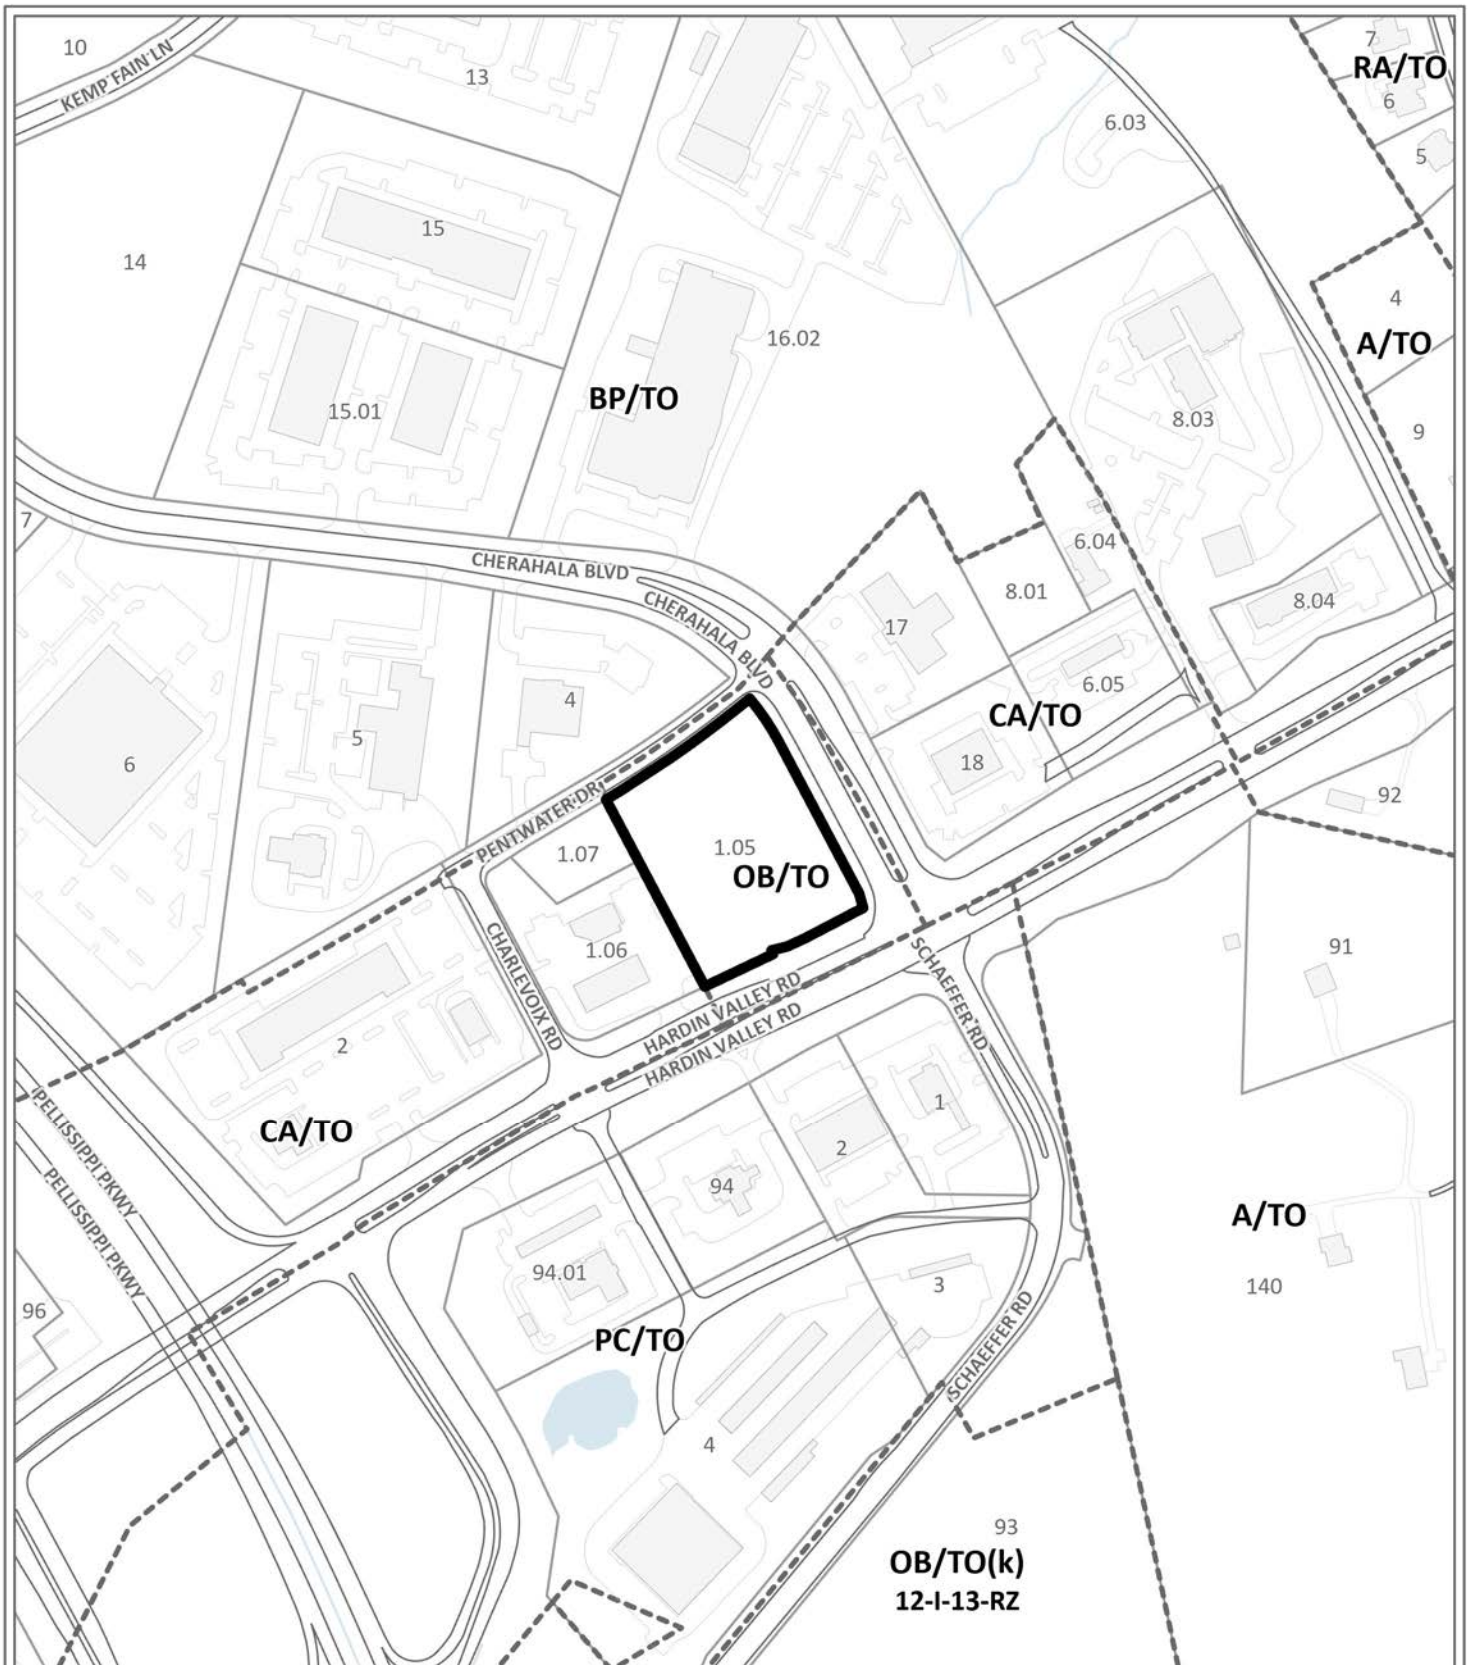 10
KEMP FAIN LN
13
7
RA/TO
6
6.03
5
15
14
4
A/TO
16.02
BP/TO
15.01
8.03
9
7
CHERAHALA BLVD
CHERAHALA BLVD
6.04
8.01
8.04
17
6.05
CA/TO
4
5
6
18
92
PENTWATER DR
1.07
1.05
OB/TO
1.06
CHARLEVOIX RD
HARDIN VALLEY RD
HARDIN VALLEY RD
SCHAEFER RD
91
2
CA/TO
PELLISSIPPI PKWY
PELLISSIPPI PKWY
1
2
94
A/TO
94.01
3
140
96
PC/TO
SCHAEFFER RD
4
93
OB/TO(k)
12-I-13-RZ